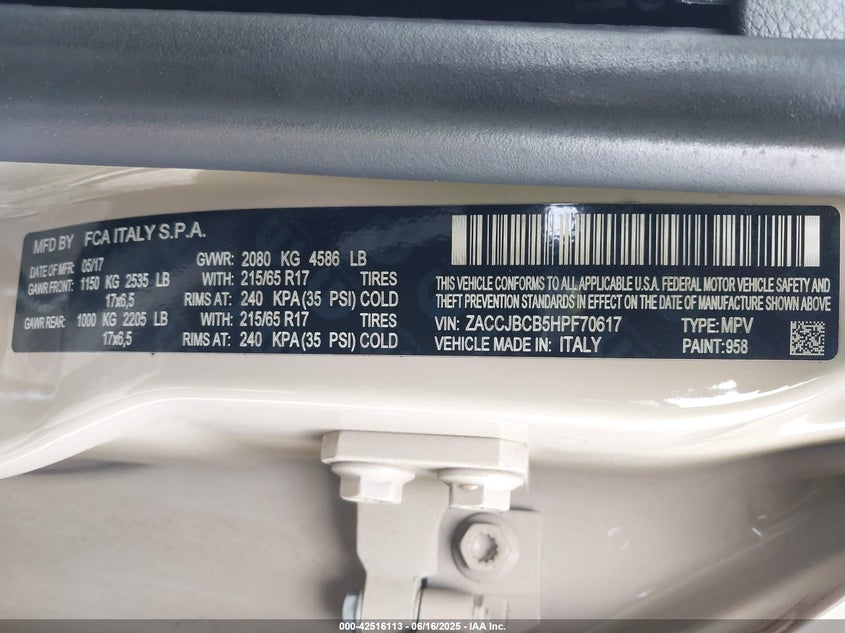 MFD BY FCA ITALY S.P.A.
DATE OF MFR: 05/17 GVWR: 2080 KG 4586 LB
GAWR FRONT: 1150 KG 2535 LB WITH: 215/65 R17 TIRES
17x6,5 RIMS AT: 240 KPA (35 PSI) COLD
GAWR REAR: 1000 KG 2205 LB WITH: 215/65 R17 TIRES
17x6,5 RIMS AT: 240 KPA (35 PSI) COLD
THIS VEHICLE CONFORMS TO ALL APPLICABLE U.S.A. FEDERAL MOTOR VEHICLE SAFETY AND
THEFT PREVENTION STANDARDS IN EFFECT ON THE DATE OF MANUFACTURE SHOWN ABOVE
VIN: ZACCJBCB5HPF70617 TYPE: MPV
VEHICLE MADE IN: ITALY PAINT: 958
000-42516113 - 06/16/2025 - IAA Inc.